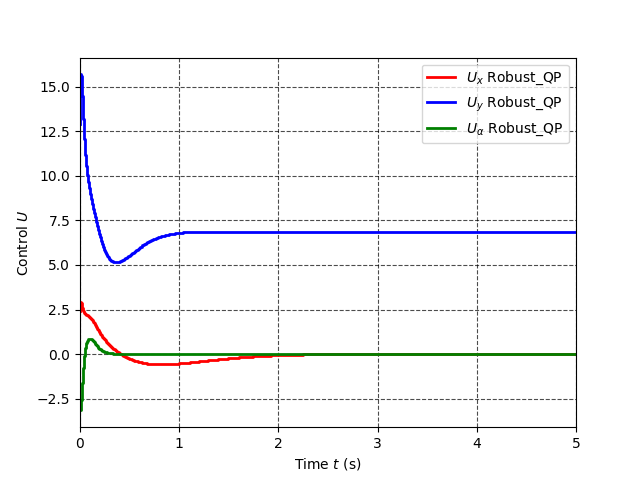 15.0
12.5
10.0
7.5
5.0
2.5
0.0
−2.5
Control U
0 1 2 3 4 5
Time t (s)
Uₓ Robust_QP
U_y Robust_QP
U_α Robust_QP